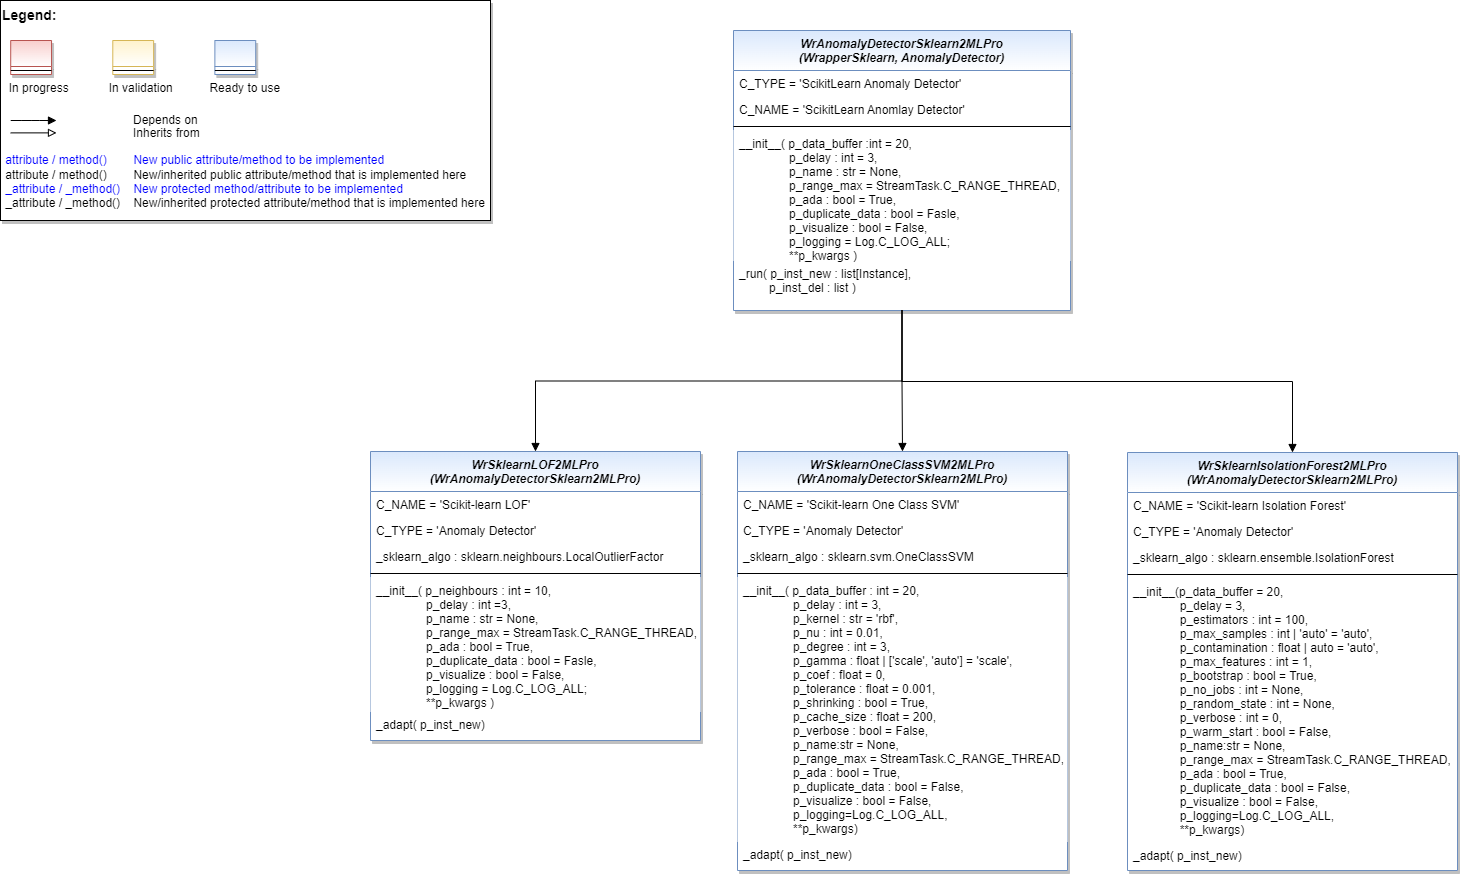 Legend:
In progress
In validation
Ready to use
Depends on
Inherits from
attribute / method() New public attribute/method to be implemented
attribute / method() New/inherited public attribute/method that is implemented here
_attribute / _method() New protected method/attribute to be implemented
_attribute / _method() New/inherited protected attribute/method that is implemented here
WrAnomalyDetectorSklearn2MLPro
(WrapperSklearn, AnomalyDetector)
C_TYPE = 'ScikitLearn Anomaly Detector'
C_NAME = 'ScikitLearn Anomlay Detector'
__init__( p_data_buffer :int = 20,
p_delay : int = 3,
p_name : str = None,
p_range_max = StreamTask.C_RANGE_THREAD,
p_ada : bool = True,
p_duplicate_data : bool = Fasle,
p_visualize : bool = False,
p_logging = Log.C_LOG_ALL;
**p_kwargs )
_run( p_inst_new : list[Instance],
p_inst_del : list )
WrSklearnLOF2MLPro
(WrAnomalyDetectorSklearn2MLPro)
C_NAME = 'Scikit-learn LOF'
C_TYPE = 'Anomaly Detector'
_sklearn_algo : sklearn.neighbours.LocalOutlierFactor
__init__( p_neighbours : int = 10,
p_delay : int =3,
p_name : str = None,
p_range_max = StreamTask.C_RANGE_THREAD,
p_ada : bool = True,
p_duplicate_data : bool = Fasle,
p_visualize : bool = False,
p_logging = Log.C_LOG_ALL;
**p_kwargs )
_adapt( p_inst_new)
WrSklearnOneClassSVM2MLPro
(WrAnomalyDetectorSklearn2MLPro)
C_NAME = 'Scikit-learn One Class SVM'
C_TYPE = 'Anomaly Detector'
_sklearn_algo : sklearn.svm.OneClassSVM
__init__( p_data_buffer : int = 20,
p_delay : int = 3,
p_kernel : str = 'rbf',
p_nu : int = 0.01,
p_degree : int = 3,
p_gamma : float | ['scale', 'auto'] = 'scale',
p_coef : float = 0,
p_tolerance : float = 0.001,
p_shrinking : bool = True,
p_cache_size : float = 200,
p_verbose : bool = False,
p_name:str = None,
p_range_max = StreamTask.C_RANGE_THREAD,
p_ada : bool = True,
p_duplicate_data : bool = False,
p_visualize : bool = False,
p_logging=Log.C_LOG_ALL,
**p_kwargs)
_adapt( p_inst_new)
WrSklearnIsolationForest2MLPro
(WrAnomalyDetectorSklearn2MLPro)
C_NAME = 'Scikit-learn Isolation Forest'
C_TYPE = 'Anomaly Detector'
_sklearn_algo : sklearn.ensemble.IsolationForest
__init__(p_data_buffer = 20,
p_delay = 3,
p_estimators : int = 100,
p_max_samples : int | 'auto' = 'auto',
p_contamination : float | auto = 'auto',
p_max_features : int = 1,
p_bootstrap : bool = True,
p_no_jobs : int = None,
p_random_state : int = None,
p_verbose : int = 0,
p_warm_start : bool = False,
p_name:str = None,
p_range_max = StreamTask.C_RANGE_THREAD,
p_ada : bool = True,
p_duplicate_data : bool = False,
p_visualize : bool = False,
p_logging=Log.C_LOG_ALL,
**p_kwargs)
_adapt( p_inst_new)